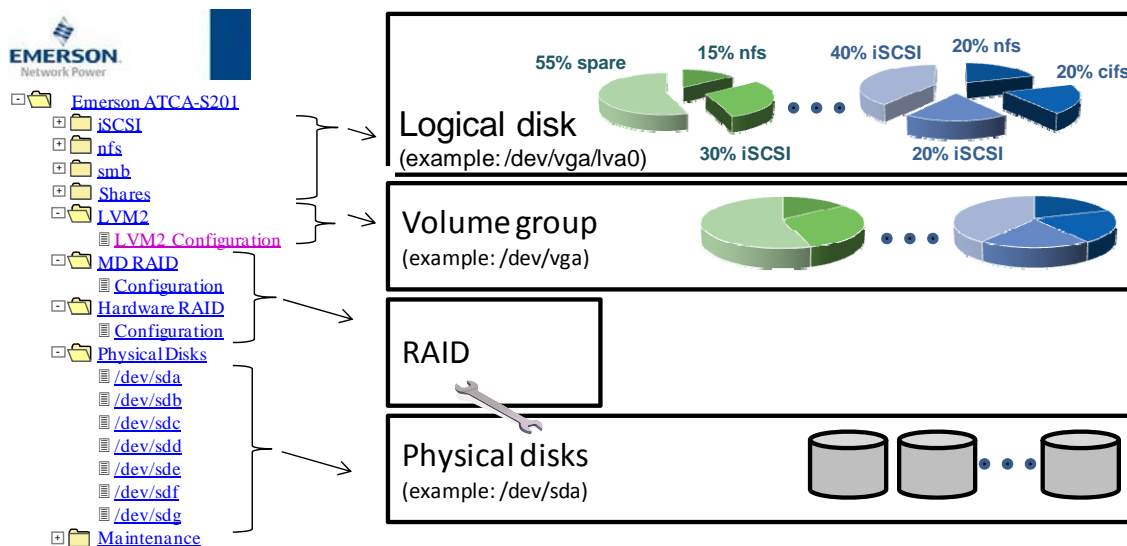 EMERSON
Network Power
Emerson ATCA-S201
iSCSI
nfs
smb
Shares
LVM2
LVM2 Configuration
MD RAID
Configuration
Hardware RAID
Configuration
Physical Disks
/dev/sda
/dev/sdb
/dev/sdc
/dev/sdd
/dev/sde
/dev/sdf
/dev/sdg
Maintenance
55% spare
15% nfs
40% iSCSI
20% nfs
20% cifs
Logical disk
(example: /dev/vga/lva0)
30% iSCSI
20% iSCSI
Volume group
(example: /dev/vga)
RAID
Physical disks
(example: /dev/sda)